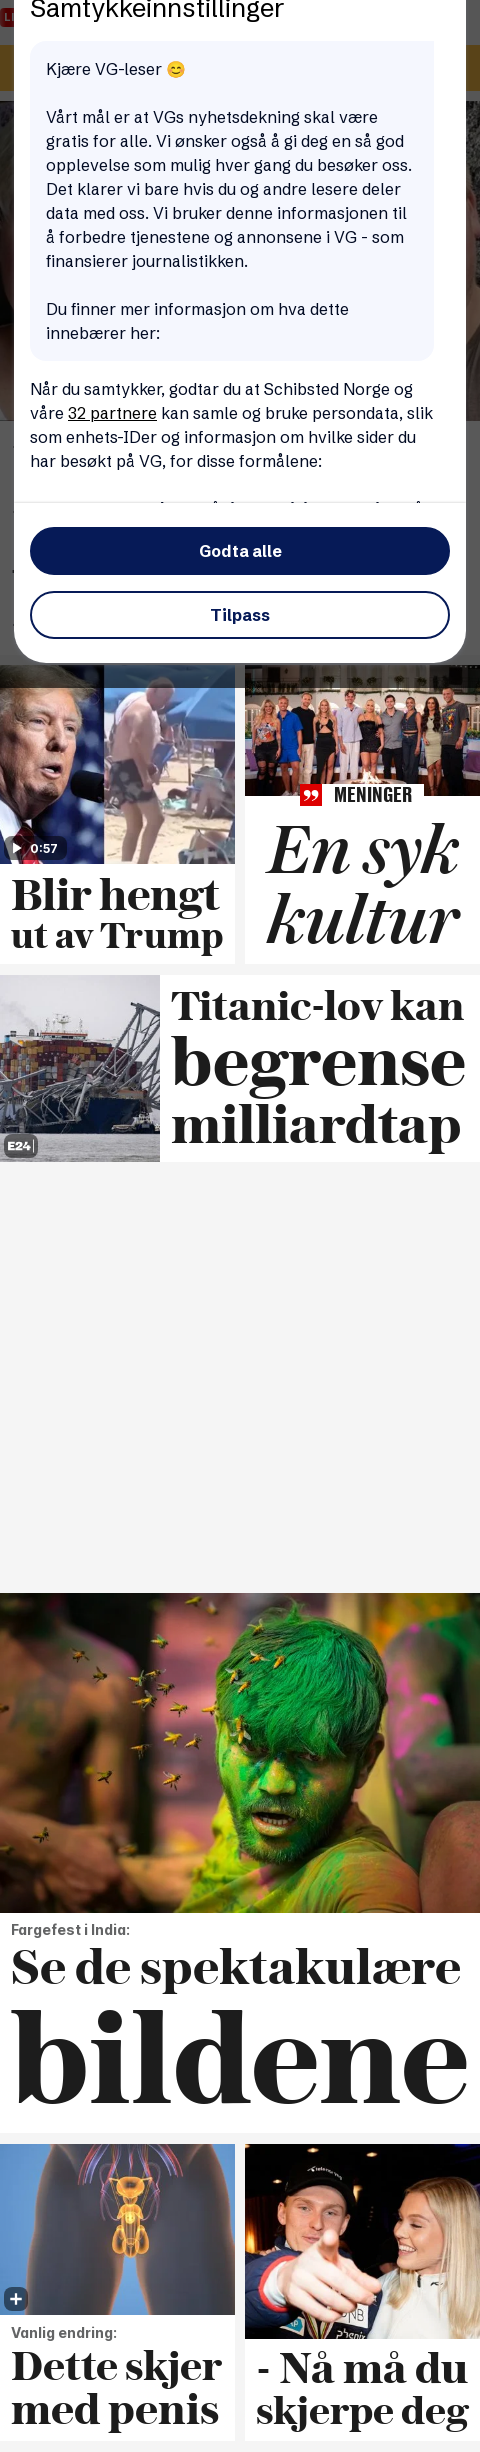 Samtykkeinnstillinger
Kjære VG-leser 😊
Vårt mål er at VGs nyhetsdekning skal være
gratis for alle. Vi ønsker også å gi deg en så god
opplevelse som mulig hver gang du besøker oss.
Det klarer vi bare hvis du og andre lesere deler
data med oss. Vi bruker denne informasjonen til
å forbedre tjenestene og annonsene i VG - som
finansierer journalistikken.
Du finner mer informasjon om hva dette
innebærer her:
Når du samtykker, godtar du at Schibsted Norge og
våre 32 partnere kan samle og bruke persondata, slik
som enhets-IDer og informasjon om hvilke sider du
har besøkt på VG, for disse formålene:
Godta alle
Tilpass
0:57
Blir hengt
ut av Trump
MENINGER
En syk
kultur
E24
Titanic-lov kan
begrense
milliardtap
Fargefest i India:
Se de spektakulære
bildene
Vanlig endring:
Dette skjer
med penis
- Nå må du
skjerpe deg